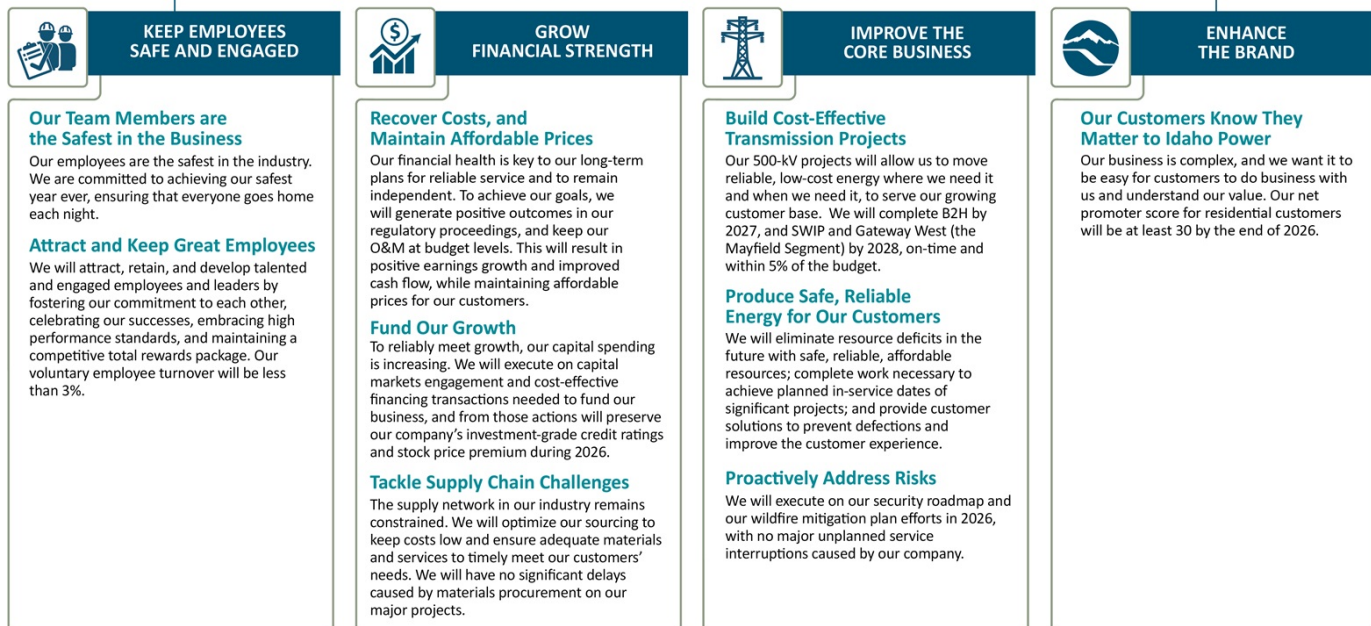 KEEP EMPLOYEES
SAFE AND ENGAGED
Our Team Members are
the Safest in the Business
Our employees are the safest in the industry.
We are committed to achieving our safest
year ever, ensuring that everyone goes home
each night.
Attract and Keep Great Employees
We will attract, retain, and develop talented
and engaged employees and leaders by
fostering our commitment to each other,
celebrating our successes, embracing high
performance standards, and maintaining a
competitive total rewards package. Our
voluntary employee turnover will be less
than 3%.
$
GROW
FINANCIAL STRENGTH
Recover Costs, and
Maintain Affordable Prices
Our financial health is key to our long-term
plans for reliable service and to remain
independent. To achieve our goals, we
will generate positive outcomes in our
regulatory proceedings, and keep our
O&M at budget levels. This will result in
positive earnings growth and improved
cash flow, while maintaining affordable
prices for our customers.
Fund Our Growth
To reliably meet growth, our capital spending
is increasing. We will execute on capital
markets engagement and cost-effective
financing transactions needed to fund our
business, and from those actions will preserve
our company's investment-grade credit ratings
and stock price premium during 2026.
Tackle Supply Chain Challenges
The supply network in our industry remains
constrained. We will optimize our sourcing to
keep costs low and ensure adequate materials
and services to timely meet our customers'
needs. We will have no significant delays
caused by materials procurement on our
major projects.
IMPROVE THE
CORE BUSINESS
Build Cost-Effective
Transmission Projects
Our 500-kV projects will allow us to move
reliable, low-cost energy where we need it
and when we need it, to serve our growing
customer base. We will complete B2H by
2027, and SWIP and Gateway West (the
Mayfield Segment) by 2028, on-time and
within 5% of the budget.
Produce Safe, Reliable
Energy for Our Customers
We will eliminate resource deficits in the
future with safe, reliable, affordable
resources; complete work necessary to
achieve planned in-service dates of
significant projects; and provide customer
solutions to prevent defections and
improve the customer experience.
Proactively Address Risks
We will execute on our security roadmap and
our wildfire mitigation plan efforts in 2026,
with no major unplanned service
interruptions caused by our company.
ENHANCE
THE BRAND
Our Customers Know They
Matter to Idaho Power
Our business is complex, and we want it to
be easy for customers to do business with
us and understand our value. Our net
promoter score for residential customers
will be at least 30 by the end of 2026.